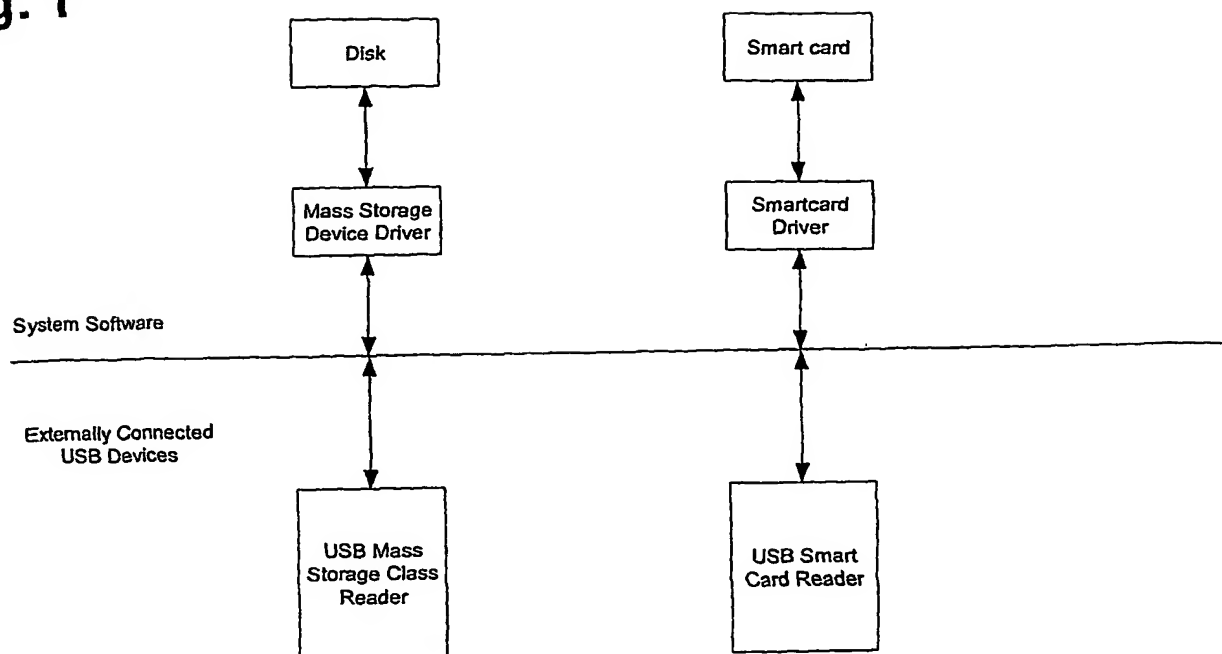 g. 1
Disk
Smart card
Mass Storage
Device Driver
Smartcard
Driver
System Software
Externally Connected
USB Devices
USB Mass
Storage Class
Reader
USB Smart
Card Reader